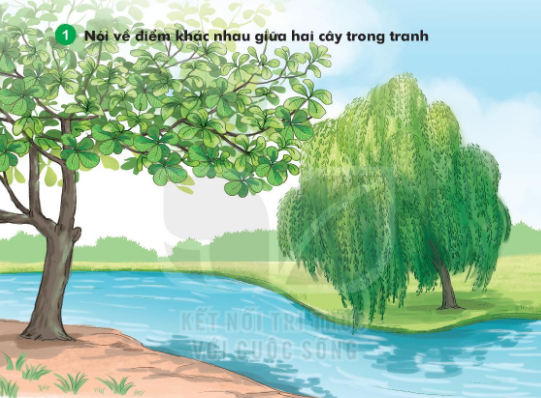 1 Nói về điểm khác nhau giữa hai cây trong tranh
KẾT NỐI TRI THỨC
VỚI CUỘC SỐNG